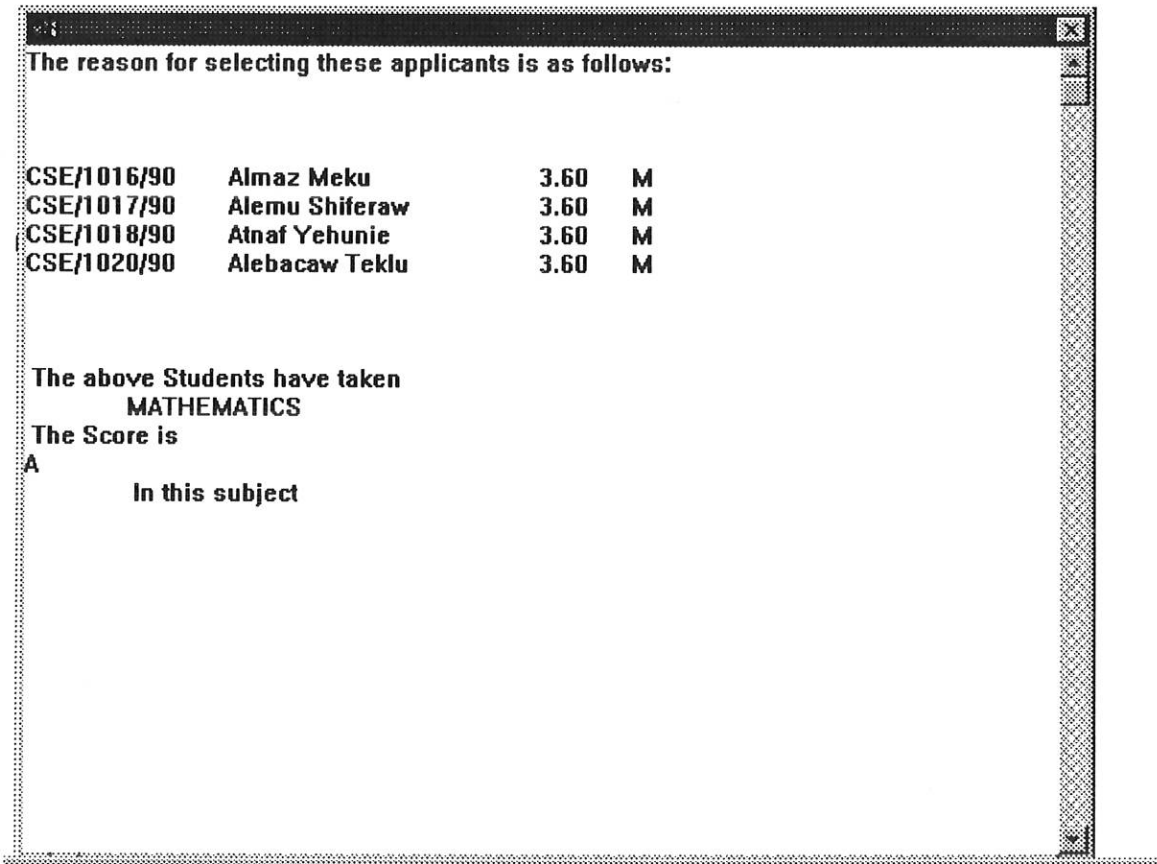 The reason for selecting these applicants is as follows:
CSE/1016/90 Almaz Meku 3.60 M
CSE/1017/90 Alemu Shiferaw 3.60 M
CSE/1018/90 Atnaf Yehunie 3.60 M
CSE/1020/90 Alebacaw Teklu 3.60 M
The above Students have taken
MATHEMATICS
The Score is
A
In this subject